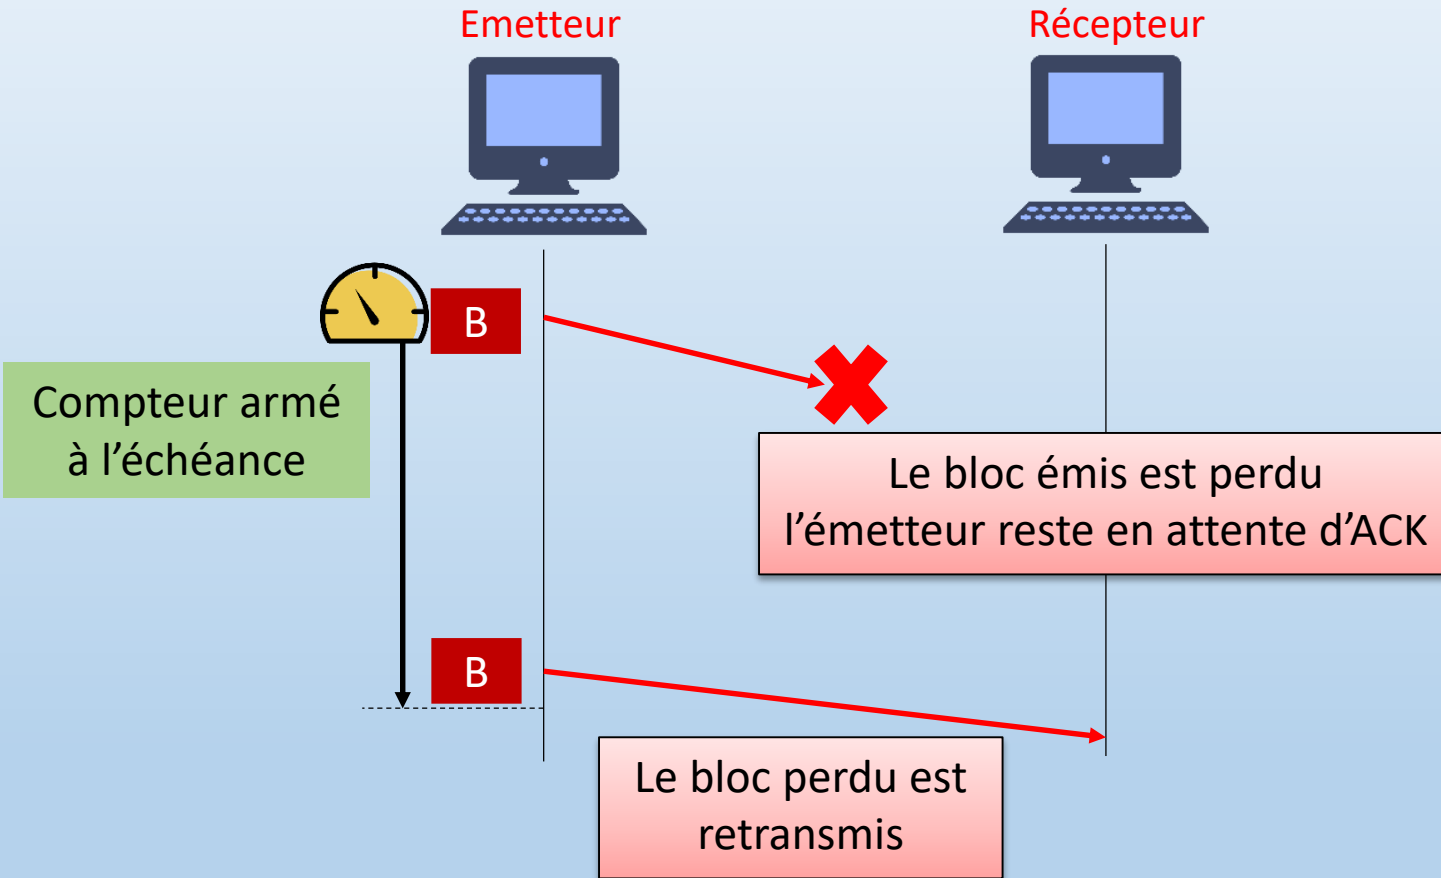 Emetteur
Récepteur
B
Compteur armé
à l’échéance
Le bloc émis est perdu
l’émetteur reste en attente d’ACK
B
Le bloc perdu est
retransmis